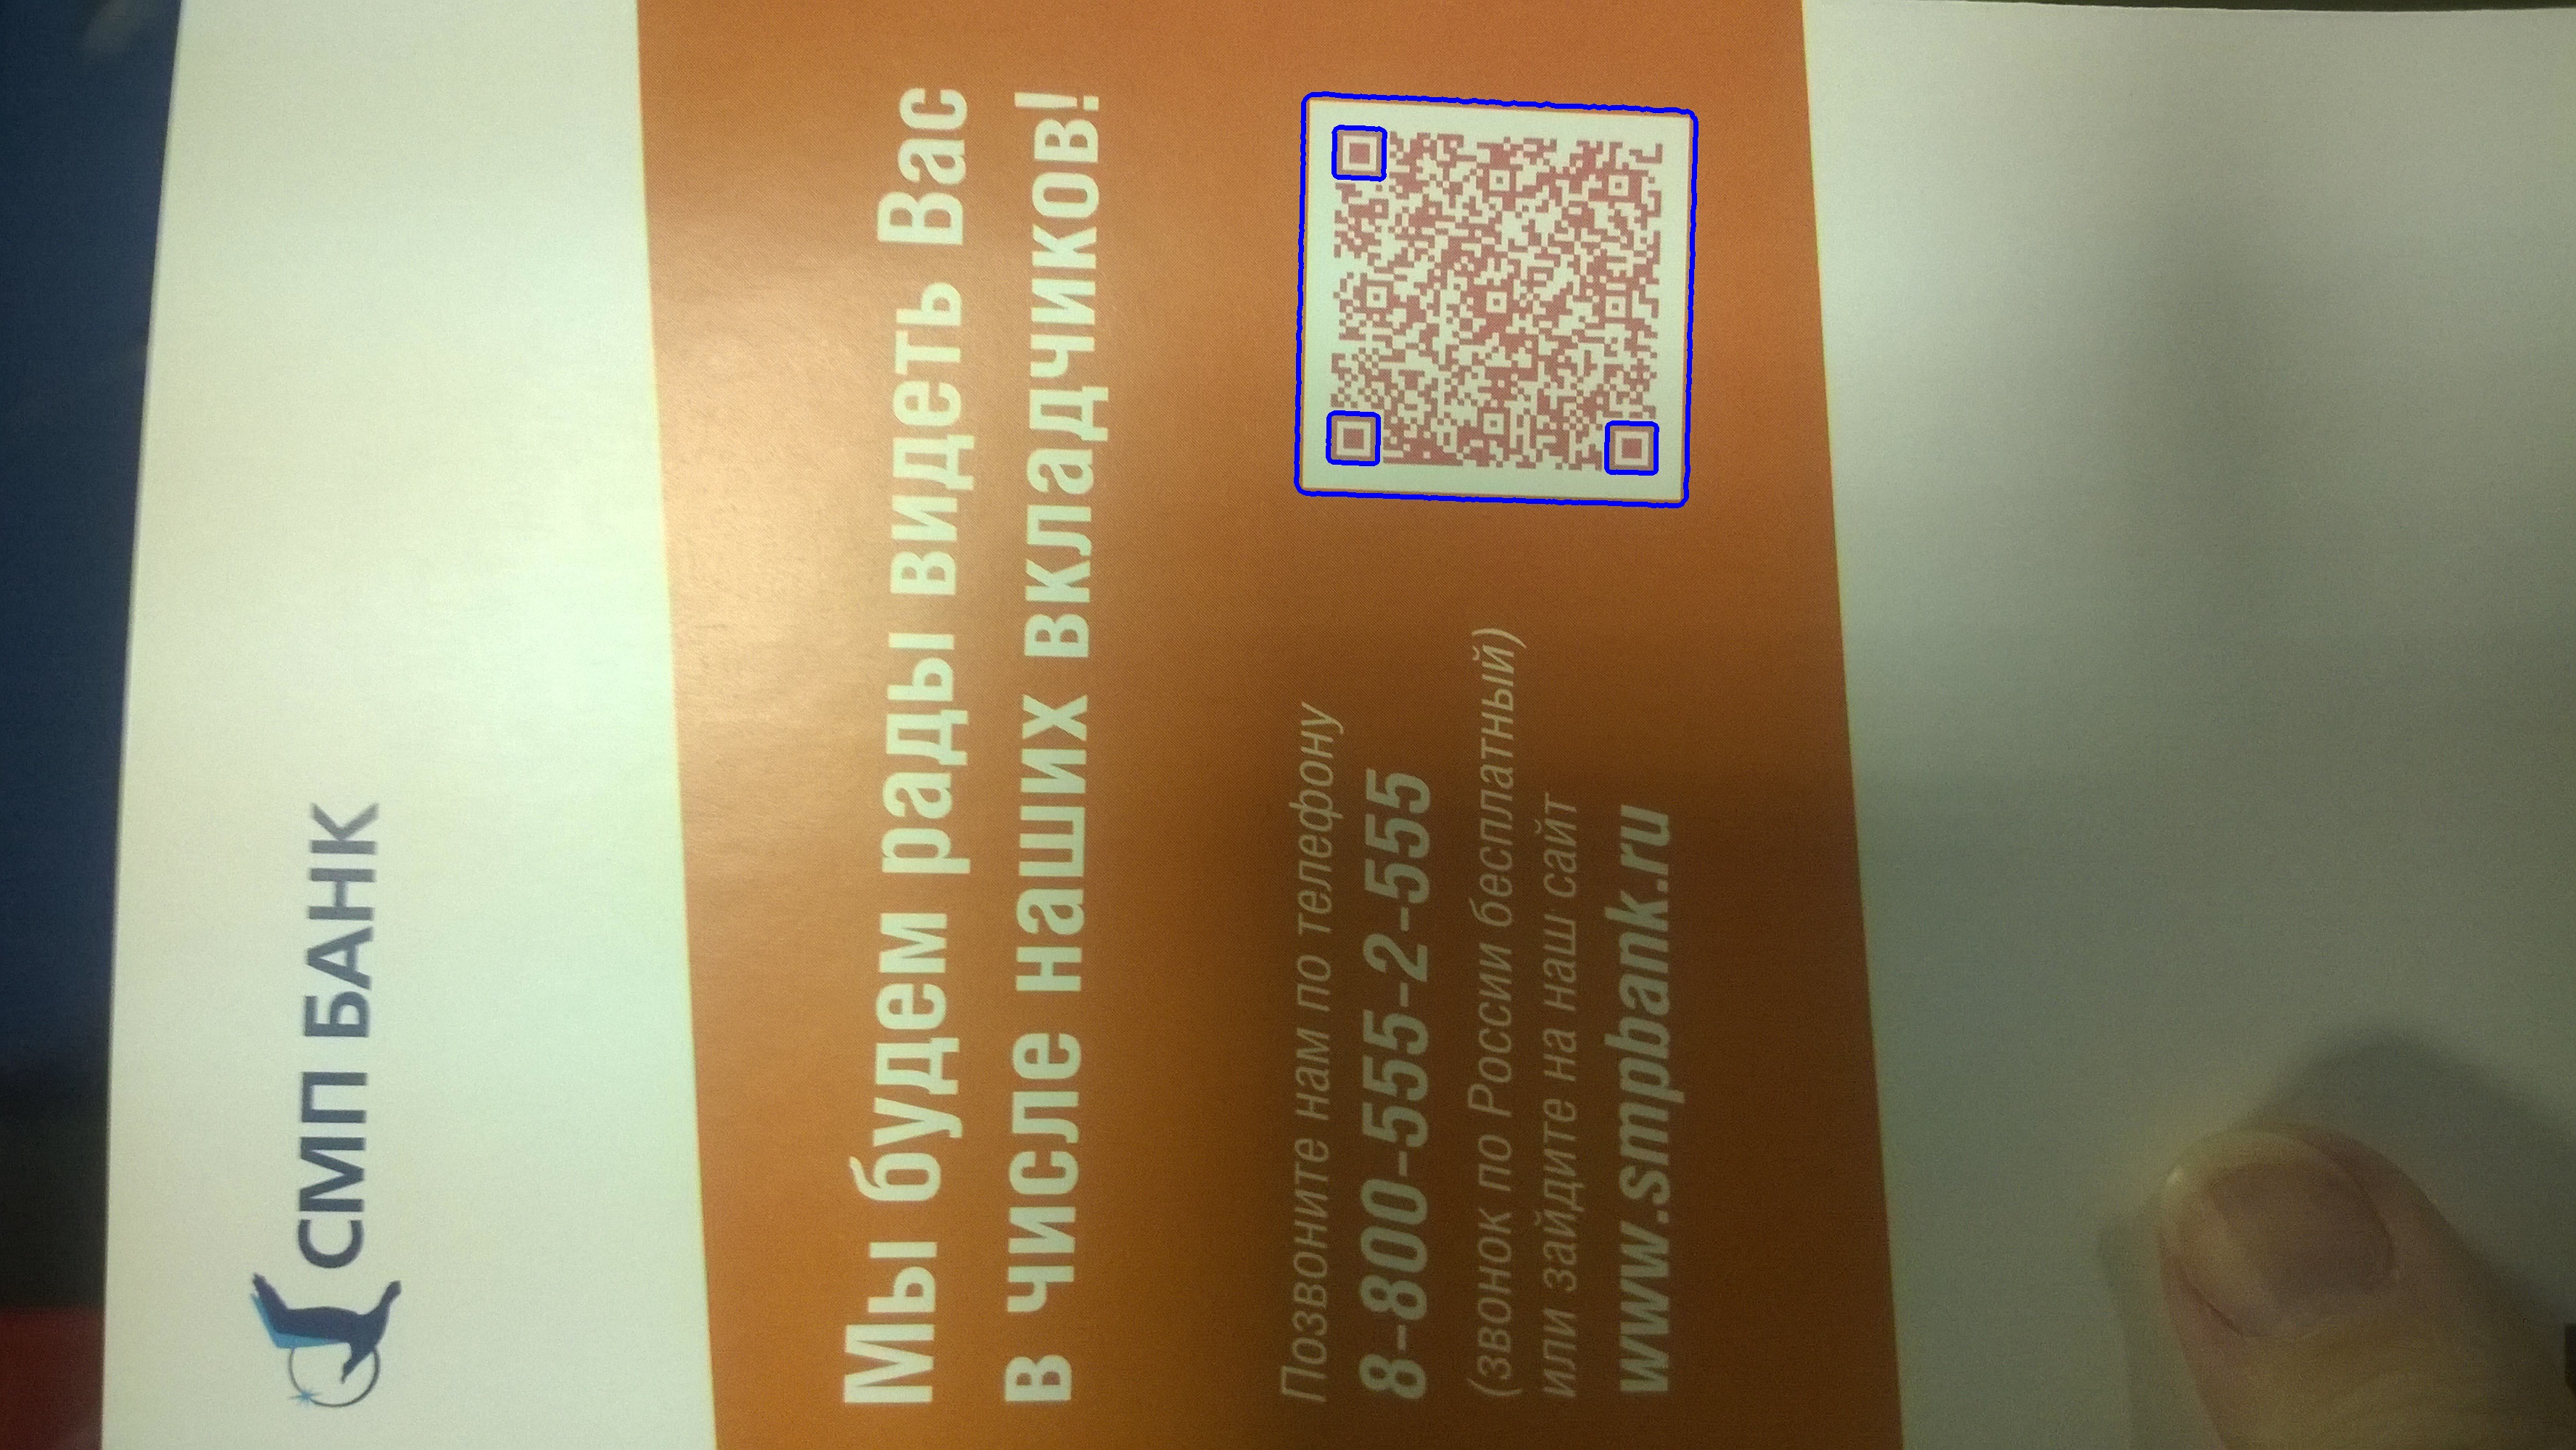 СМП БАНК
Мы будем рады видеть Вас
в числе наших вкладчиков!
Позвоните нам по телефону
8-800-555-2-555
(звонок по России бесплатный)
или зайдите на наш сайт
www.smpbank.ru